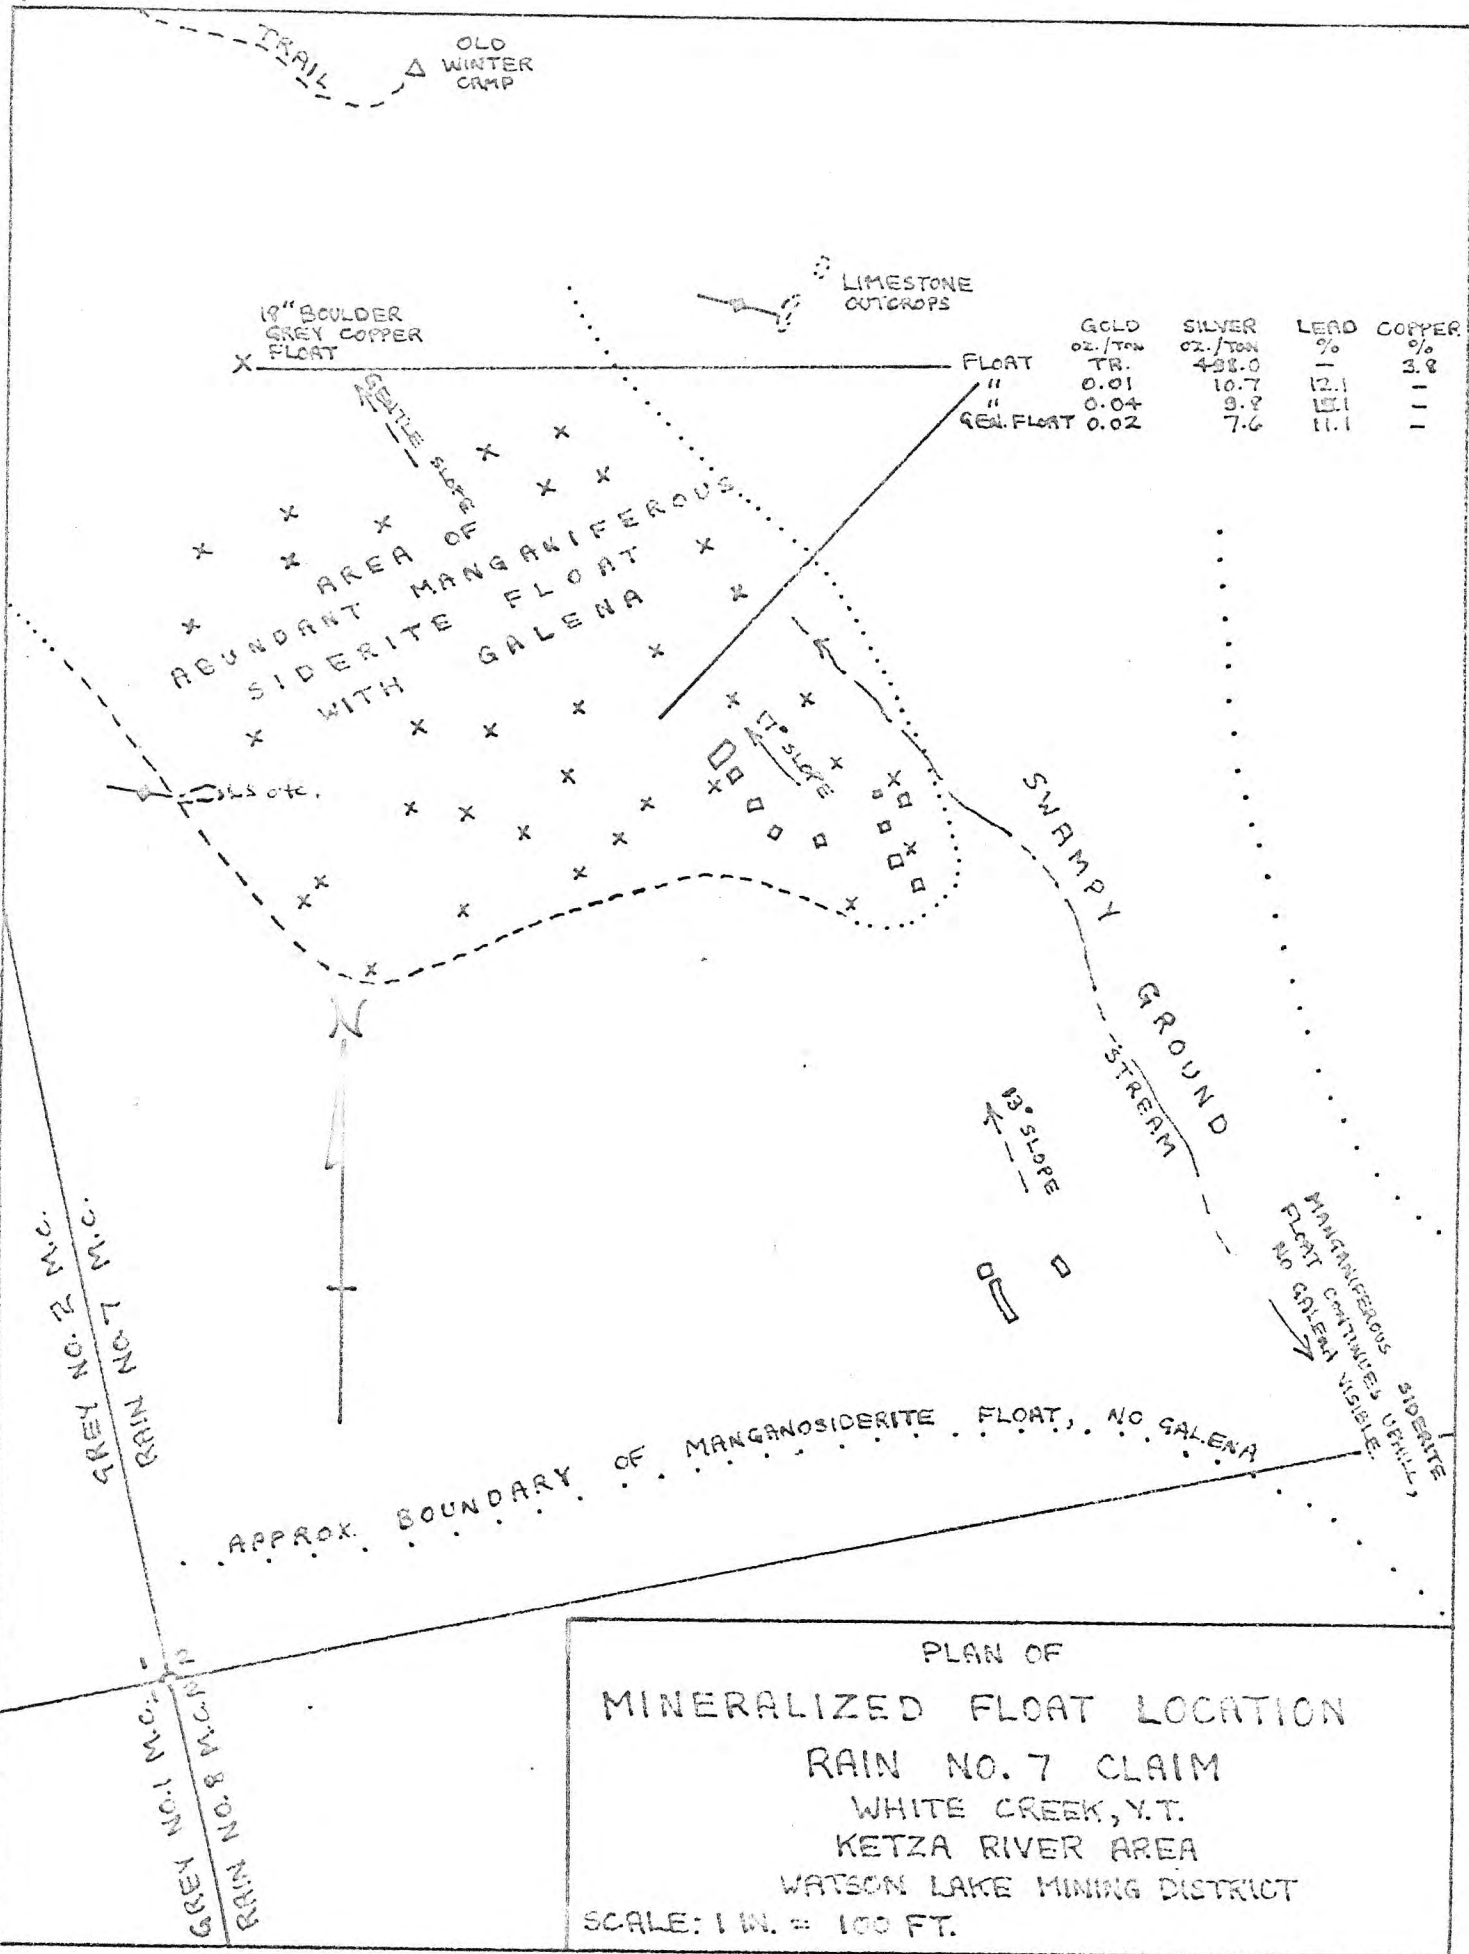 TRAIL
OLD
WINTER
CAMP
LIMESTONE
OUTCROPS
18" BOULDER
GREY COPPER
FLOAT
GOLD SILVER LEAD COPPER
OZ./TON OZ./TON % %
FLOAT TR. 498.0 — 3.8
" 0.01 10.7 12.1 —
" 0.04 9.8 —
GEN. FLOAT 0.02 7.6 11.1 —
GENTLE SLOPE
AREA OF
ABUNDANT MANGANIFEROUS
SIDERITE FLOAT
WITH GALENA
17° SLOPE
LS etc.
SWAMPY GROUND
STREAM
N
13° SLOPE
MANGANIFEROUS SIDERITE
FLOAT CONTINUES UPHILL,
NO GALENA VISIBLE.
GREY NO. 2 M.C.
RAIN NO. 7 M.C.
APPROX. BOUNDARY OF MANGANOSIDERITE FLOAT, NO GALENA
GREY NO. 1 M.C.
RAIN NO. 8 M.C.
PLAN OF
MINERALIZED FLOAT LOCATION
RAIN NO. 7 CLAIM
WHITE CREEK, Y.T.
KETZA RIVER AREA
WATSON LAKE MINING DISTRICT
SCALE: 1 IN. = 100 FT.